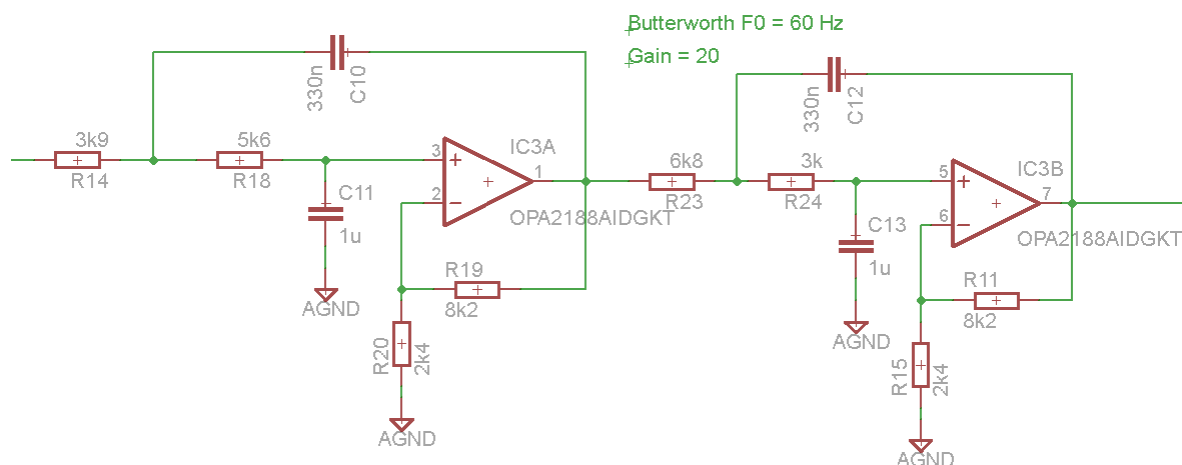 Butterworth F0 = 60 Hz
Gain = 20
330n
C10
330n
C12
3k9
R14
5k6
R18
3
2
IC3A
1
OPA2188AIDGKT
6k8
R23
3k
R24
5
6
IC3B
7
OPA2188AIDGKT
C11
1u
C13
1u
AGND
R19
8k2
AGND
R11
8k2
R20
2k4
R15
2k4
AGND
AGND